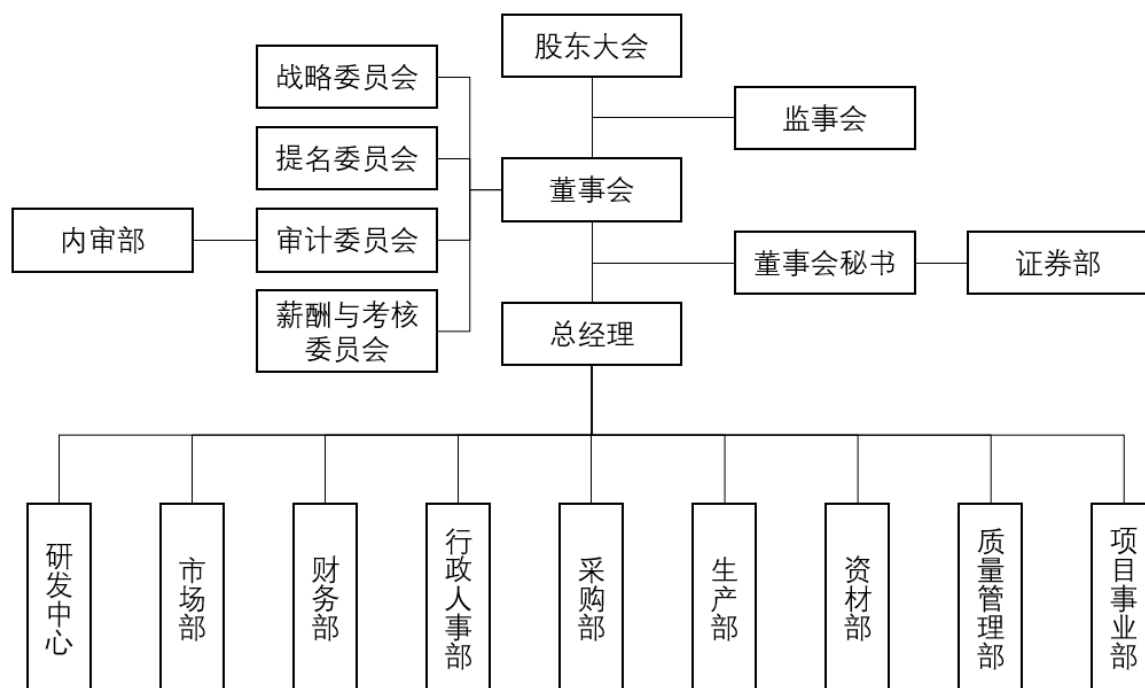 股东大会
战略委员会
监事会
提名委员会
董事会
内审部
审计委员会
董事会秘书
证券部
薪酬与考核
委员会
总经理
研发中心
市场部
财务部
行政人事部
采购部
生产部
资材部
质量管理部
项目事业部